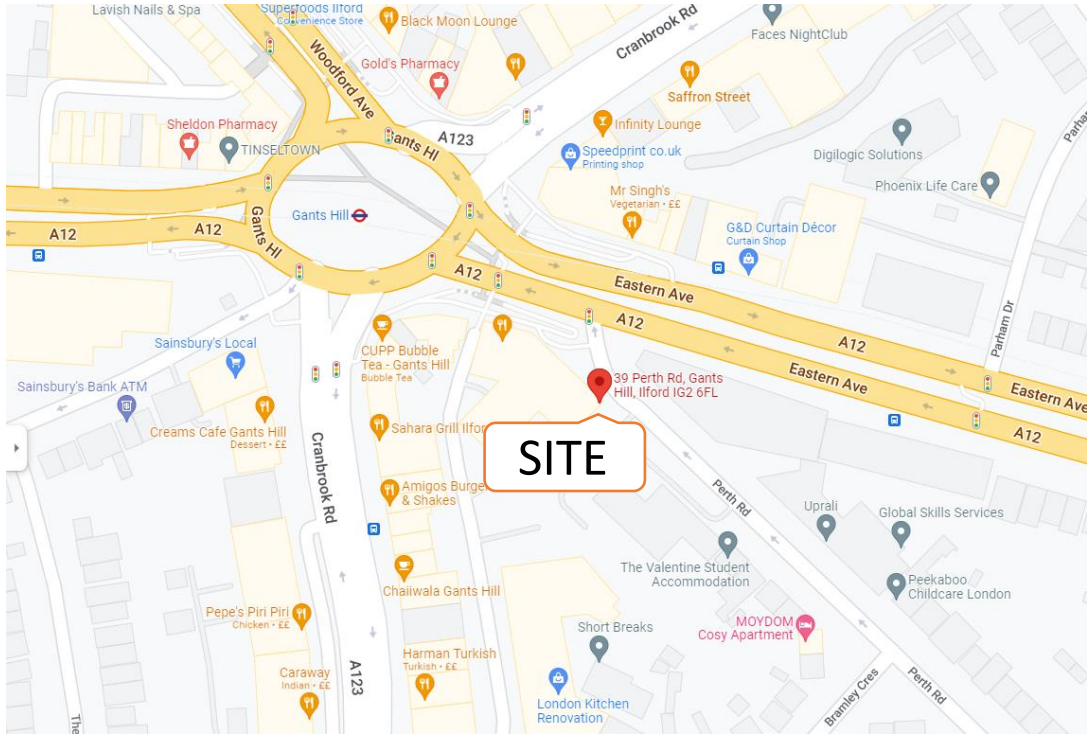 Lavish Nails & Spa
Superfoods Ilford
Convenience Store
Black Moon Lounge
Cranbrook Rd
Faces NightClub
Woodford Ave
Gold's Pharmacy
Saffron Street
Sheldon Pharmacy
TINSELTOWN
Gants Hl
A123
Infinity Lounge
Speedprint co.uk
Printing shop
Digilogic Solutions
Parham
Phoenix Life Care
Mr Singh's
Vegetarian • ££
Gants Hill
G&D Curtain Décor
Curtain Shop
A12
A12
Gants Hl
A12
Eastern Ave
A12
A12
Parham Dr
Sainsbury's Local
CUPP Bubble
Tea - Gants Hill
Bubble Tea
Eastern Ave
Eastern Ave
39 Perth Rd, Gants
Hill, Ilford IG2 6FL
Sainsbury's Bank ATM
Creams Cafe Gants Hill
Dessert • ££
Sahara Grill Ilfor
A12
SITE
Cranbrook Rd
Amigos Burge
& Shakes
Perth Rd
Uprali
Global Skills Services
The Valentine Student
Accommodation
Chaiiwala Gants Hill
Peekaboo
Childcare London
Pepe's Piri Piri
Chicken • ££
Short Breaks
MOYDOM
Cosy Apartment
Harman Turkish
Turkish • ££
A123
Caraway
Indian • ££
London Kitchen
Renovation
Bramley Cres
Perth Rd
The